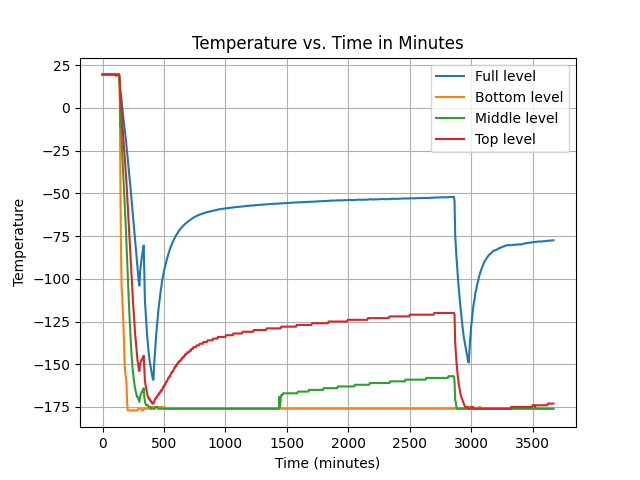 Temperature vs. Time in Minutes
25
0
−25
−50
−75
−100
−125
−150
−175
Temperature
Full level
Bottom level
Middle level
Top level
0
500
1000
1500
2000
2500
3000
3500
Time (minutes)